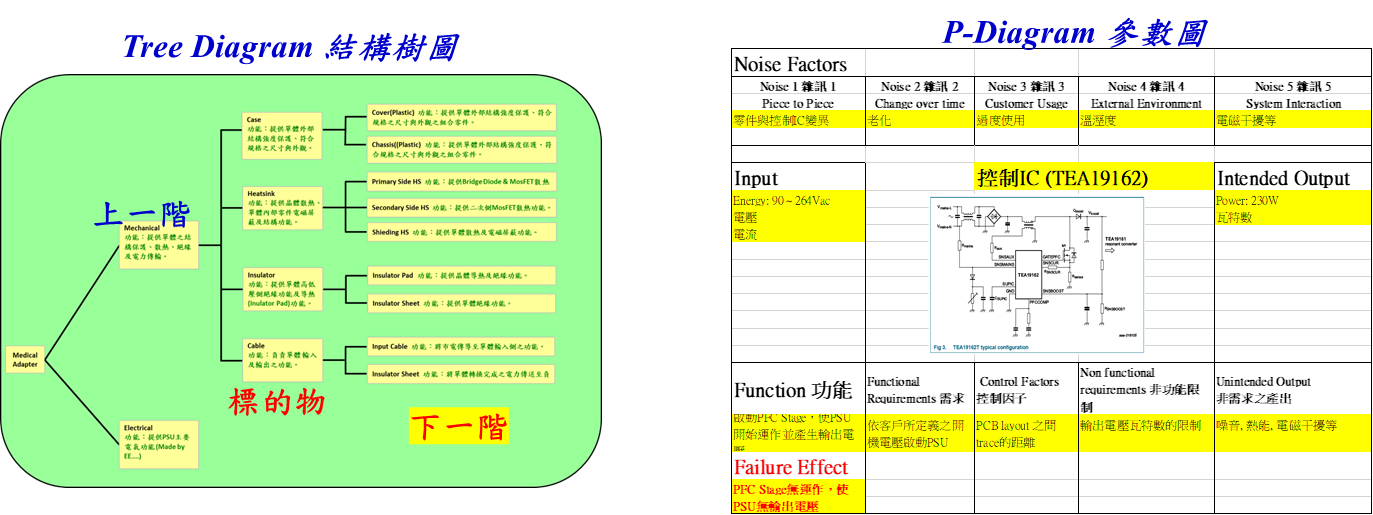 Tree Diagram 結構樹圖
Medical
Adapter
上一階
Mechanical
功能：提供單體之結
構保護、散熱、絕緣
及電力傳輸。
Electrical
功能：提供PSU主要
電氣功能(Made by
EE....)
Case
功能：提供單體外部
結構強度保護、符合
規格之尺寸與外觀。
Heatsink
功能：提供晶體散熱、
單體內部零件電磁屏
蔽及結構功能。
Insulator
功能：提供單體高低
壓側絕緣功能及導熱
(Inulator Pad)功能。
Cable
功能：負責單體輸入
及輸出之功能。
標的物
Cover(Plastic) 功能：提供單體外部結構強度保護、符合
規格之尺寸與外觀之組合零件。
Chassis((Plastic) 功能：提供單體外部結構強度保護、符
合規格之尺寸與外觀之組合零件。
Primary Side HS 功能：提供Bridge Diode & MosFET散熱
Secondary Side HS 功能：提供二次側MosFET散熱功能。
Shieding HS 功能：提供單體散熱及電磁屏蔽功能。
Insulator Pad 功能：提供晶體導熱及絕緣功能。
Insulator Sheet 功能：提供單體絕緣功能。
Input Cable 功能：將市電傳導至單體輸入側之功能。
Insulator Sheet 功能：將單體轉換完成之電力傳送至負
下一階
P-Diagram 參數圖
Noise Factors
Noise 1 雜訊 1
Noise 2 雜訊 2
Noise 3 雜訊 3
Noise 4 雜訊 4
Noise 5 雜訊 5
Piece to Piece
Change over time
Customer Usage
External Environment
System Interaction
零件與控制IC變異
老化
過度使用
溫溼度
電磁干擾等
Input
控制IC (TEA19162)
Intended Output
Energy: 90 ~ 264Vac
電壓
電流
Power: 230W
瓦特數
TEA19161
resonant converter
SNSAUX
GATEPFC
SNSMAINS
SNSCUR
TEA19162
SUPIC
GND
SNSBOOST
PFCCOMP
Fig 3. TEA19162T typical configuration
Function 功能
Functional
Requirements 需求
Control Factors
控制因子
Non functional
requirements 非功能限
制
Unintended Output
非需求之產出
啟動PFC Stage，使PSU
開始運作並產生輸出電
壓
依客戶所定義之開
機電壓啟動PSU
PCB layout 之間
trace的距離
輸出電壓瓦特數的限制
噪音, 熱能, 電磁干擾等
Failure Effect
PFC Stage無運作，使
PSU無輸出電壓